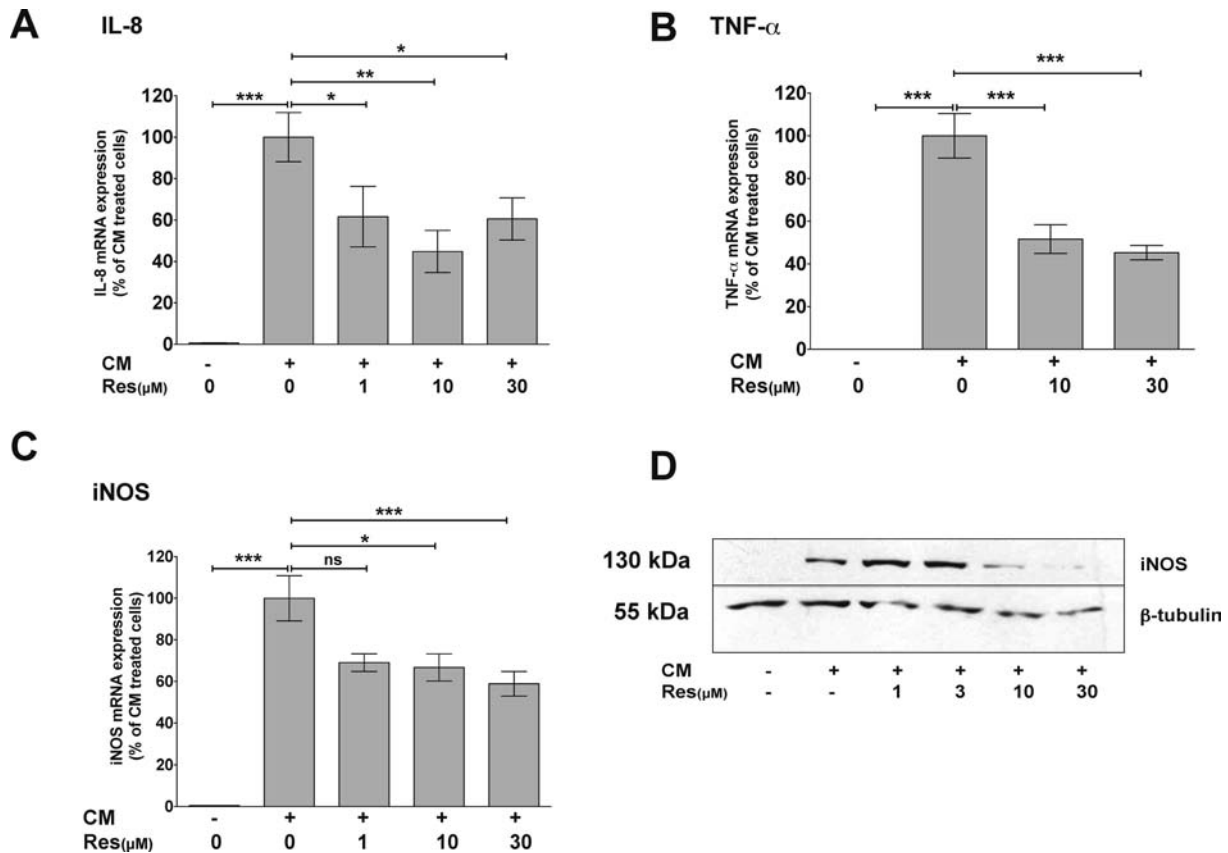 A
IL-8
*
**
***
*
IL-8 mRNA expression
(% of CM treated cells)
120
100
80
60
40
20
0
CM - + + + +
Res(µM) 0 0 1 10 30
B
TNF-α
***
*** ***
TNF-α mRNA expression
(% of CM treated cells)
120
100
80
60
40
20
0
CM - + + +
Res(µM) 0 0 10 30
C
iNOS
***
*
*** ns
iNOS mRNA expression
(% of CM treated cells)
120
100
80
60
40
20
0
CM - + + + +
Res(µM) 0 0 1 10 30
D
130 kDa iNOS
55 kDa β-tubulin
CM - + + + + +
Res(µM) - - 1 3 10 30